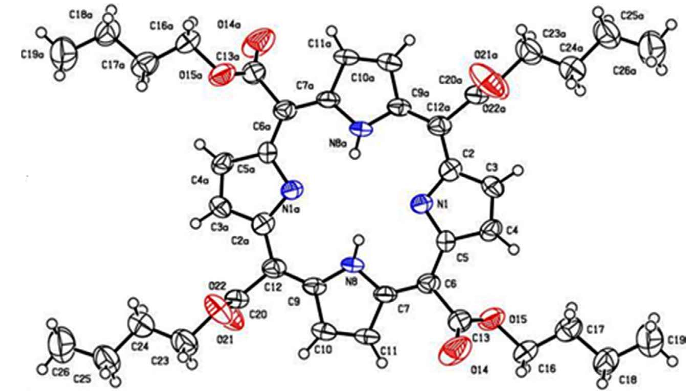 C18a C16a O14a C11a C23a C25a
C19a C17a O15a C13a C7a C10a C9a O21a C24a C26a
C20a
C6a C12a O22a
N8a
C4a C5a C2 C3
N1a N1
C3a C2a C5 C4
O22 C12 C9 N8 C7 C6
C20 O15 C17
C24 O21 C13 C19
C26 C25 C23 C10 C11 O14 C16 C18